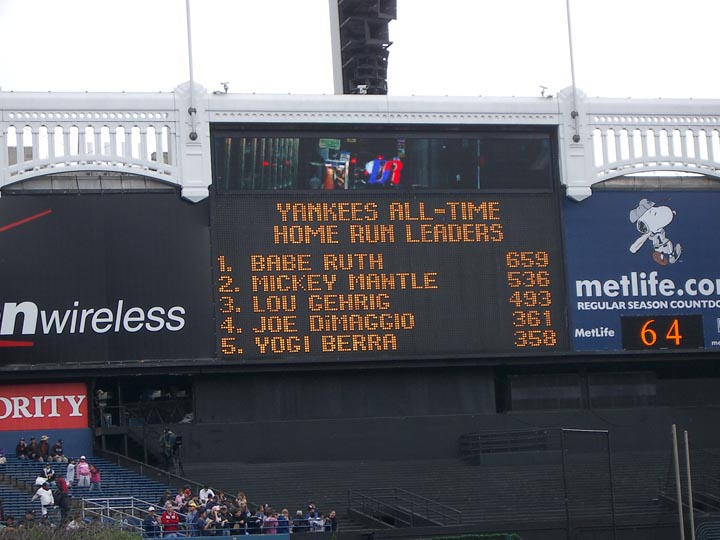 YANKEES ALL-TIME
HOME RUN LEADERS
1. BABE RUTH 659
2. MICKEY MANTLE 536
3. LOU GEHRIG 493
4. JOE DiMAGGIO 361
5. YOGI BERRA 358
n wireless
metlife.co
REGULAR SEASON COUNTDO
MetLife 64
ORITY